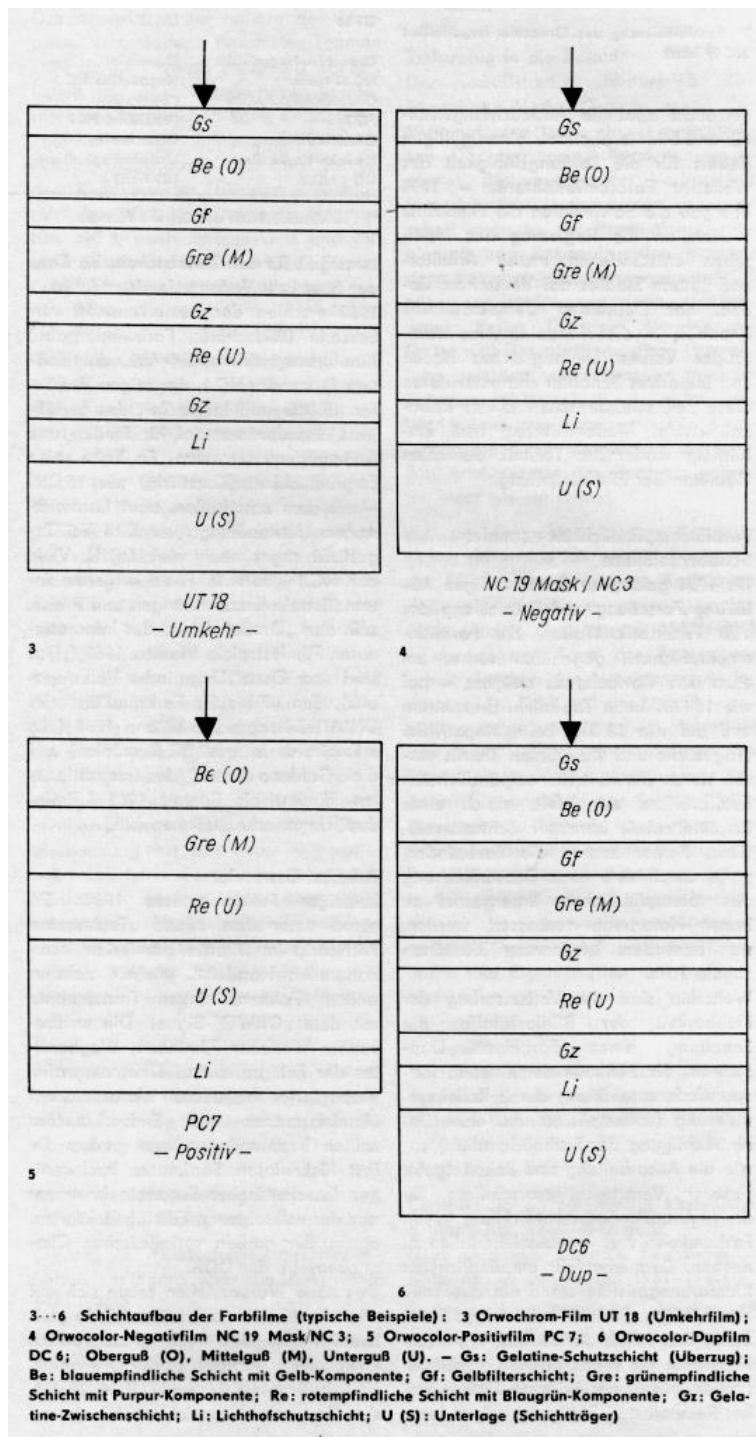 Gs
Be (O)
Gf
Gre (M)
Gz
Re (U)
Gz
Li
U (S)
UT 18
— Umkehr —
3
Gs
Be (O)
Gf
Gre (M)
Gz
Re (U)
Li
U (S)
NC 19 Mask / NC 3
— Negativ —
4
Be (O)
Gre (M)
Re (U)
U (S)
Li
PC7
— Positiv —
5
Gs
Be (O)
Gf
Gre (M)
Gz
Re (U)
Gz
Li
U (S)
DC6
— Dup —
6
3···6 Schichtaufbau der Farbfilme (typische Beispiele): 3 Orwochrom-Film UT 18 (Umkehrfilm);
4 Orwocolor-Negativfilm NC 19 Mask/NC 3; 5 Orwocolor-Positivfilm PC 7; 6 Orwocolor-Dupfilm
DC 6; Oberguß (O), Mittelguß (M), Unterguß (U). — Gs: Gelatine-Schutzschicht (Überzug);
Be: blauempfindliche Schicht mit Gelb-Komponente; Gf: Gelbfilterschicht; Gre: grünempfindliche
Schicht mit Purpur-Komponente; Re: rotempfindliche Schicht mit Blaugrün-Komponente; Gz: Gela-
tine-Zwischenschicht; Li: Lichthofschutzschicht; U (S): Unterlage (Schichtträger)